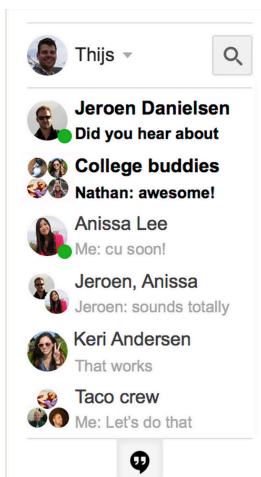 Thijs
Jeroen Danielsen
Did you hear about
College buddies
Nathan: awesome!
Anissa Lee
Me: cu soon!
Jeroen, Anissa
Jeroen: sounds totally
Keri Andersen
That works
Taco crew
Me: Let's do that